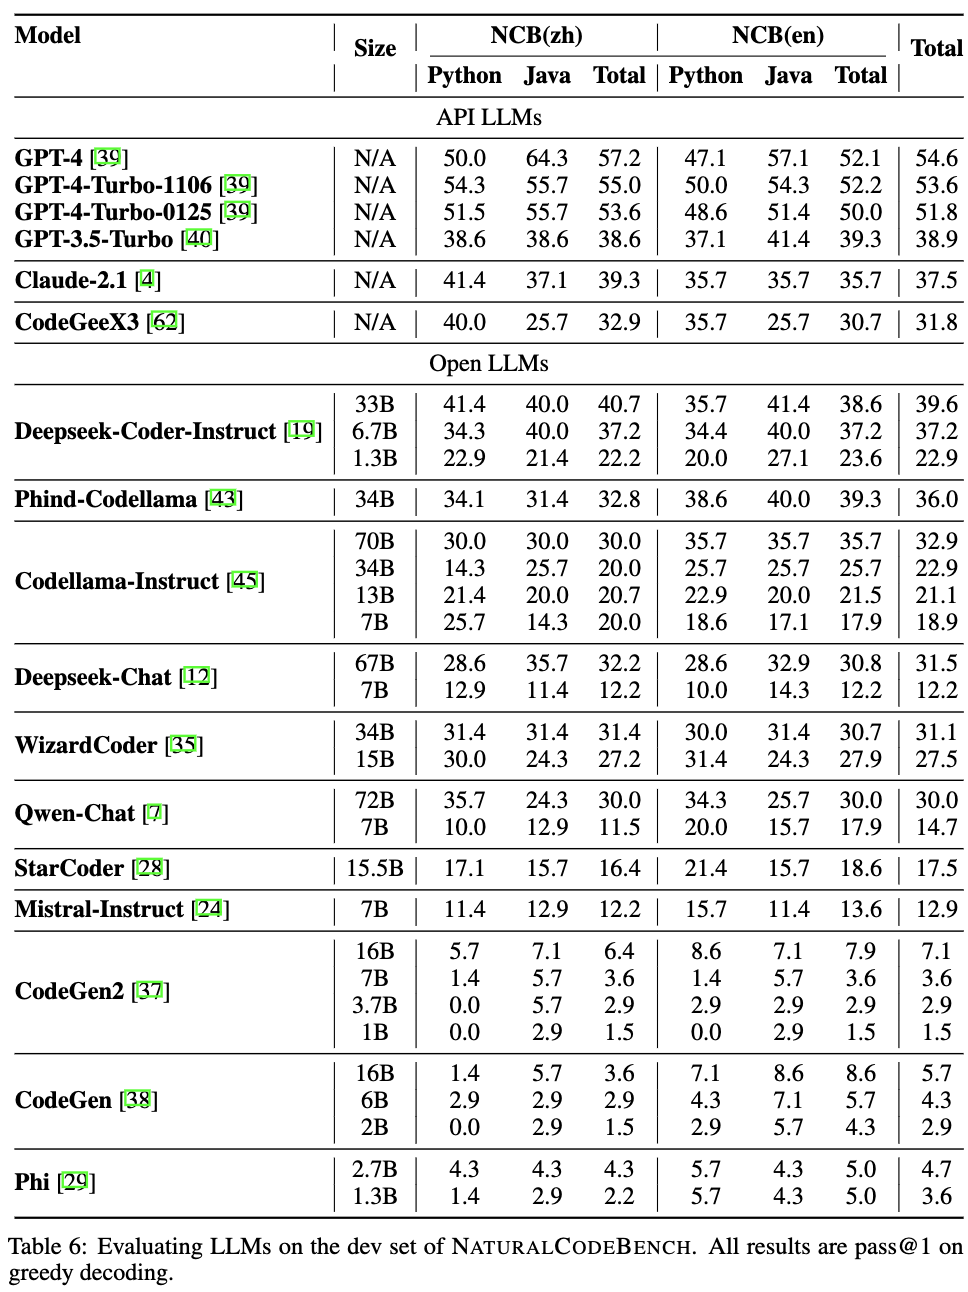 Model Size NCB(zh) NCB(en) Total
Python Java Total Python Java Total
API LLMs
GPT-4 [39] N/A 50.0 64.3 57.2 47.1 57.1 52.1 54.6
GPT-4-Turbo-1106 [39] N/A 54.3 55.7 55.0 50.0 54.3 52.2 53.6
GPT-4-Turbo-0125 [39] N/A 51.5 55.7 53.6 48.6 51.4 50.0 51.8
GPT-3.5-Turbo [40] N/A 38.6 38.6 38.6 37.1 41.4 39.3 38.9
Claude-2.1 [4] N/A 41.4 37.1 39.3 35.7 35.7 35.7 37.5
CodeGeeX3 [62] N/A 40.0 25.7 32.9 35.7 25.7 30.7 31.8
Open LLMs
33B 41.4 40.0 40.7 35.7 41.4 38.6 39.6
Deepseek-Coder-Instruct [19] 6.7B 34.3 40.0 37.2 34.4 40.0 37.2 37.2
1.3B 22.9 21.4 22.2 20.0 27.1 23.6 22.9
Phind-Codellama [43] 34B 34.1 31.4 32.8 38.6 40.0 39.3 36.0
70B 30.0 30.0 30.0 35.7 35.7 35.7 32.9
Codellama-Instruct [45] 34B 14.3 25.7 20.0 25.7 25.7 25.7 22.9
13B 21.4 20.0 20.7 22.9 20.0 21.5 21.1
7B 25.7 14.3 20.0 18.6 17.1 17.9 18.9
Deepseek-Chat [12] 67B 28.6 35.7 32.2 28.6 32.9 30.8 31.5
7B 12.9 11.4 12.2 10.0 14.3 12.2 12.2
WizardCoder [35] 34B 31.4 31.4 31.4 30.0 31.4 30.7 31.1
15B 30.0 24.3 27.2 31.4 24.3 27.9 27.5
Qwen-Chat [7] 72B 35.7 24.3 30.0 34.3 25.7 30.0 30.0
7B 10.0 12.9 11.5 20.0 15.7 17.9 14.7
StarCoder [28] 15.5B 17.1 15.7 16.4 21.4 15.7 18.6 17.5
Mistral-Instruct [24] 7B 11.4 12.9 12.2 15.7 11.4 13.6 12.9
16B 5.7 7.1 6.4 8.6 7.1 7.9 7.1
CodeGen2 [37] 7B 1.4 5.7 3.6 1.4 5.7 3.6 3.6
3.7B 0.0 5.7 2.9 2.9 2.9 2.9 2.9
1B 0.0 2.9 1.5 0.0 2.9 1.5 1.5
16B 1.4 5.7 3.6 7.1 8.6 8.6 5.7
CodeGen [38] 6B 2.9 2.9 2.9 4.3 7.1 5.7 4.3
2B 0.0 2.9 1.5 2.9 5.7 4.3 2.9
Phi [29] 2.7B 4.3 4.3 4.3 5.7 4.3 5.0 4.7
1.3B 1.4 2.9 2.2 5.7 4.3 5.0 3.6
Table 6: Evaluating LLMs on the dev set of NATURALCODEBENCH. All results are pass@1 on
greedy decoding.